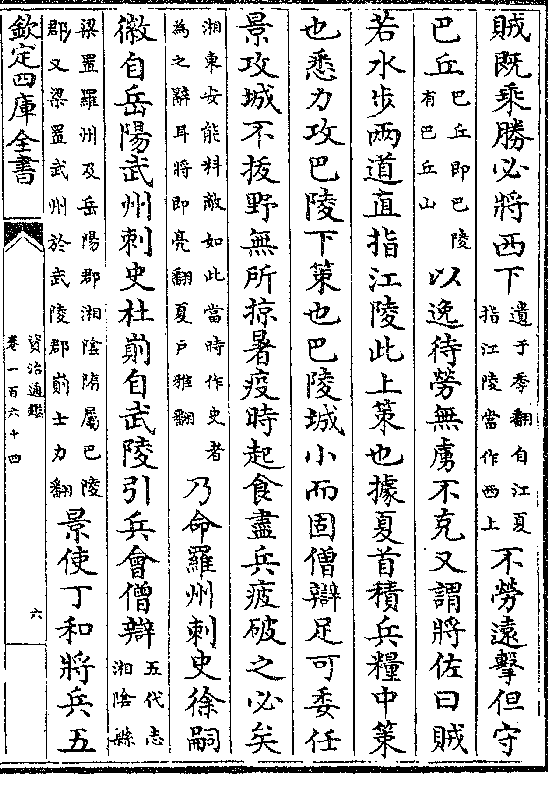 賊既乘勝必將西下遺于季翻自江夏指江陵當作西上不勞遠擊但守
巴丘巴丘即巴陵有巴丘山以逸待勞無虜不克又謂將佐曰賊
若水步兩道直指江陵此上策也據夏首積兵糧中策
也悉力攻巴陵下策也巴陵城小而固僧辯足可委任
景攻城不拔野無所掠暑疫時起食盡兵疲破之必矣
湘東安能料敵如此當時作史者為之辭耳將即亮翻夏戶雅翻乃命羅州刺史徐嗣
徽自岳陽武州刺史杜崱自武陵引兵會僧辯五代志湘陰縣
梁置羅州及岳陽郡湘陰隋屬巴陵郡又梁置武州於武陵郡崱士力翻景使丁和將兵五
欽定四庫全書
資治通鑑
卷一百六十四
六